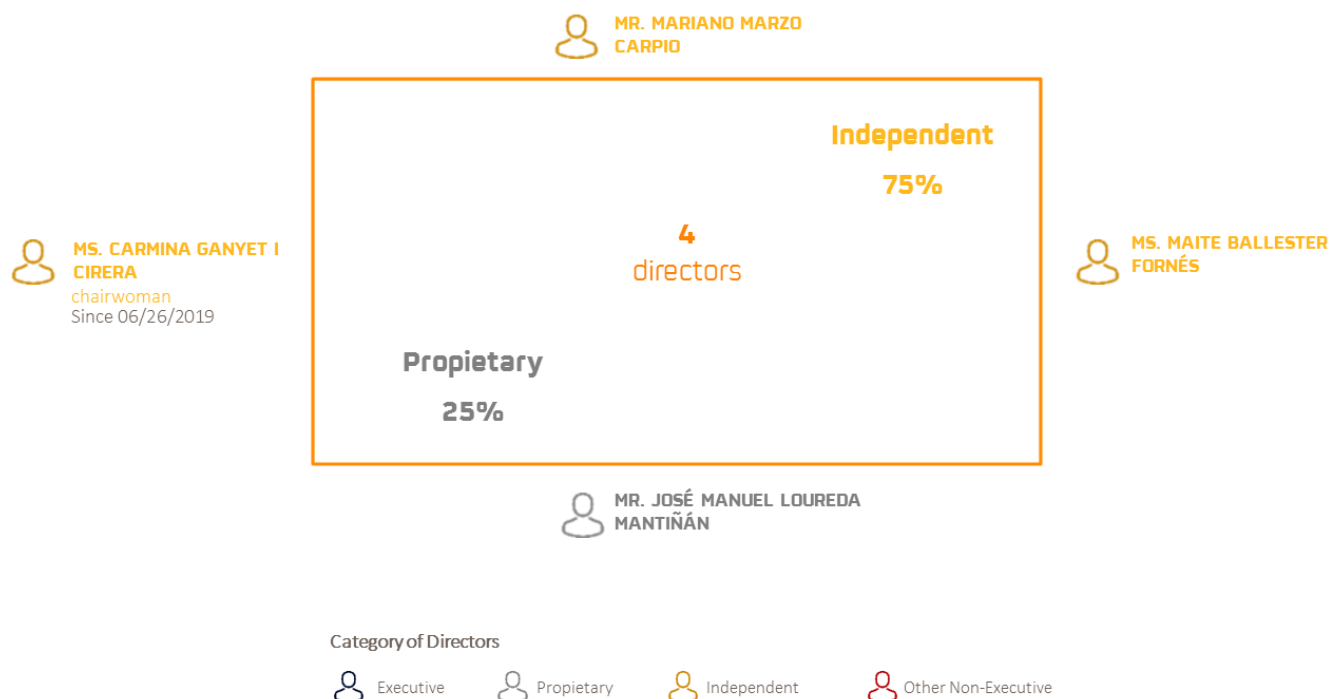 MR. MARIANO MARZO
CARPIO
Independent
75%
MS. CARMINA GANYET I
CIRERA
chairwoman
Since 06/26/2019
4
directors
MS. MAITE BALLESTER
FORNÉS
Propietary
25%
MR. JOSÉ MANUEL LOUREDA
MANTIÑÁN
Category of Directors
Executive
Propietary
Independent
Other Non-Executive